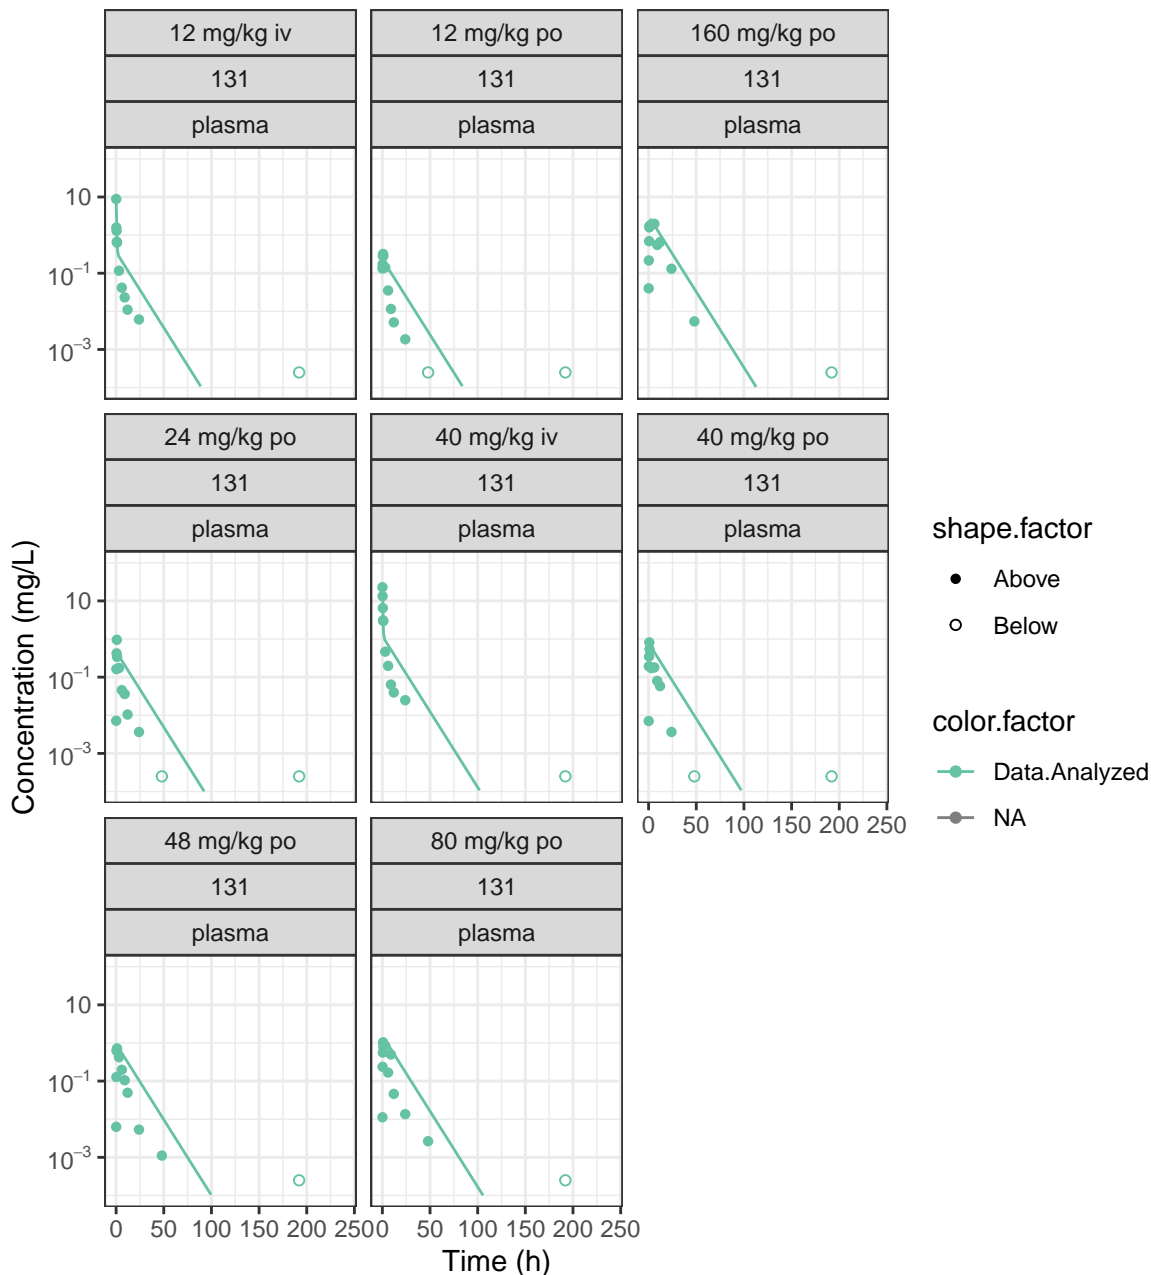 12 mg/kg iv
131
plasma
12 mg/kg po
131
plasma
160 mg/kg po
131
plasma
10
10−1
10−3
24 mg/kg po
131
plasma
40 mg/kg iv
131
plasma
40 mg/kg po
131
plasma
10
10−1
10−3
0 50 100 150 200 250
48 mg/kg po
131
plasma
80 mg/kg po
131
plasma
10
10−1
10−3
0 50 100 150 200 250
0 50 100 150 200 250
Time (h)
Concentration (mg/L)
shape.factor
Above
Below
color.factor
Data.Analyzed
NA